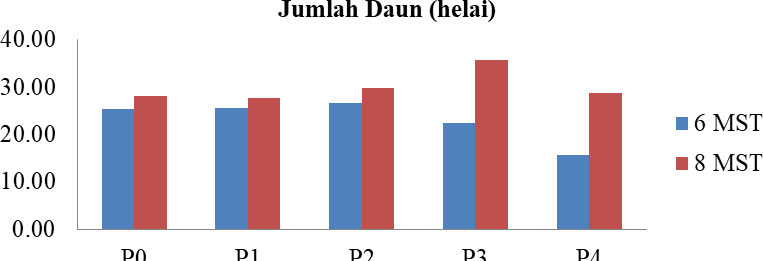 Jumlah Daun (helai)
40.00
30.00
20.00
10.00
0.00
P0 P1 P2 P3 P4
6 MST
8 MST